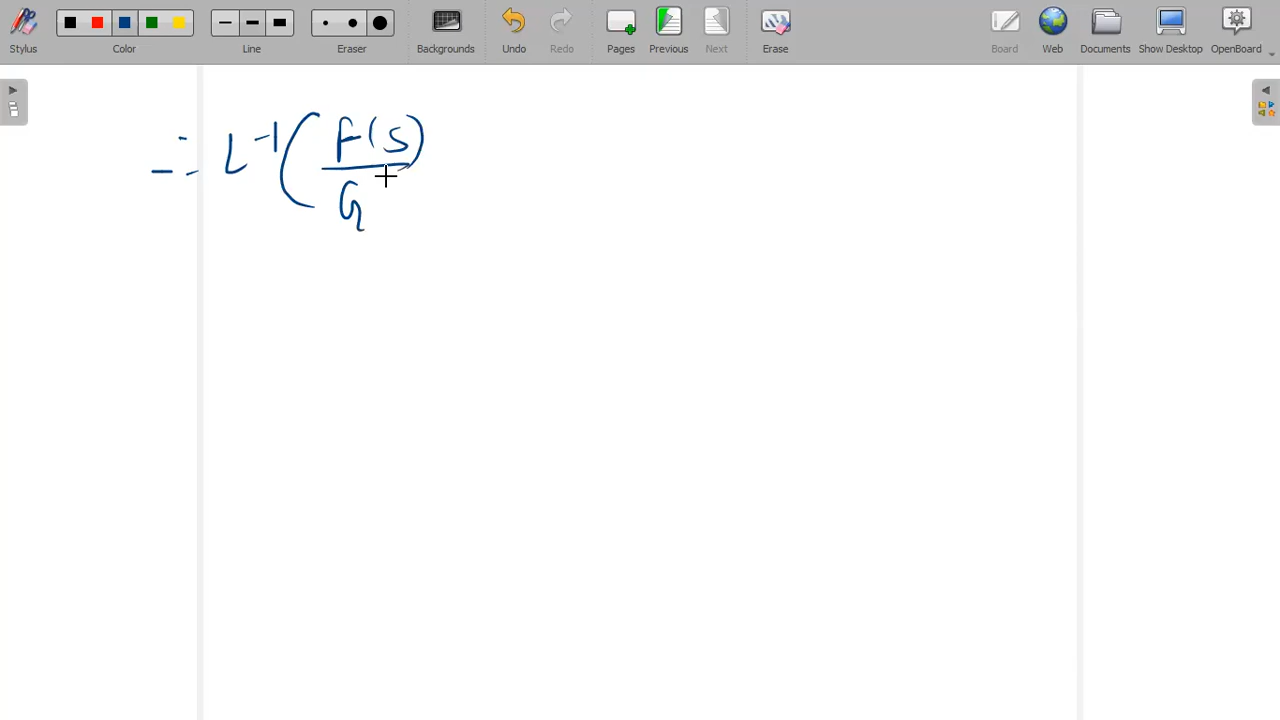 Stylus Color Line Eraser Backgrounds Undo Redo Pages Previous Next Erase Board Web Documents Show Desktop OpenBoard
-:- L⁻¹( F(S)
G